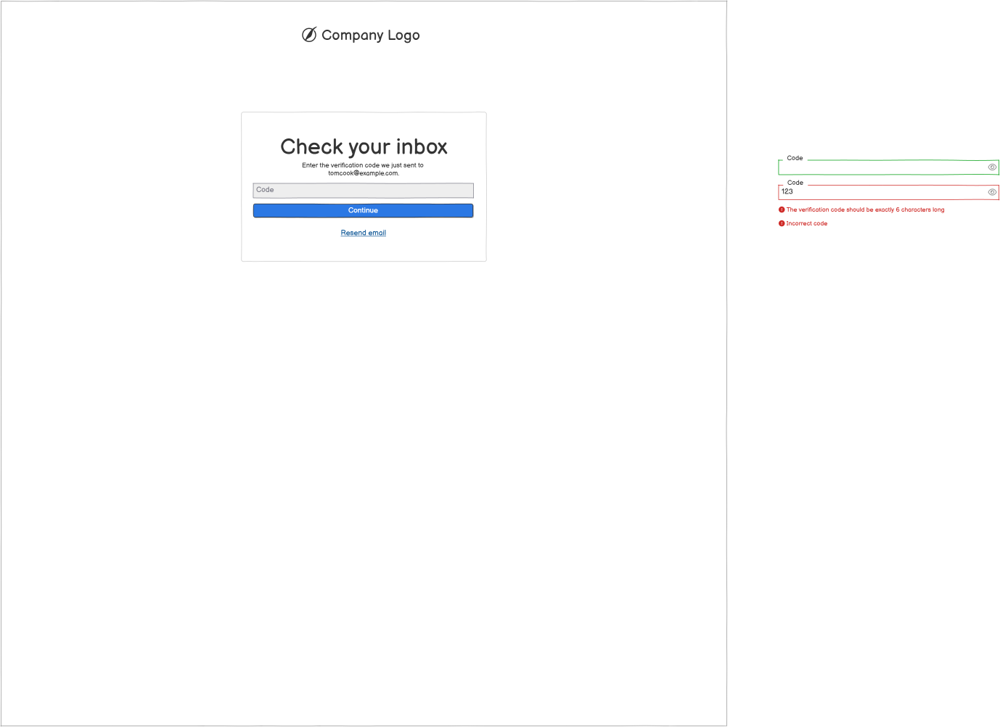 Company Logo
Check your inbox
Enter the verification code we just sent to
tomcook@example.com.
Code
Continue
Resend email
Code
Code
123
The verification code should be exactly 6 characters long
Incorrect code